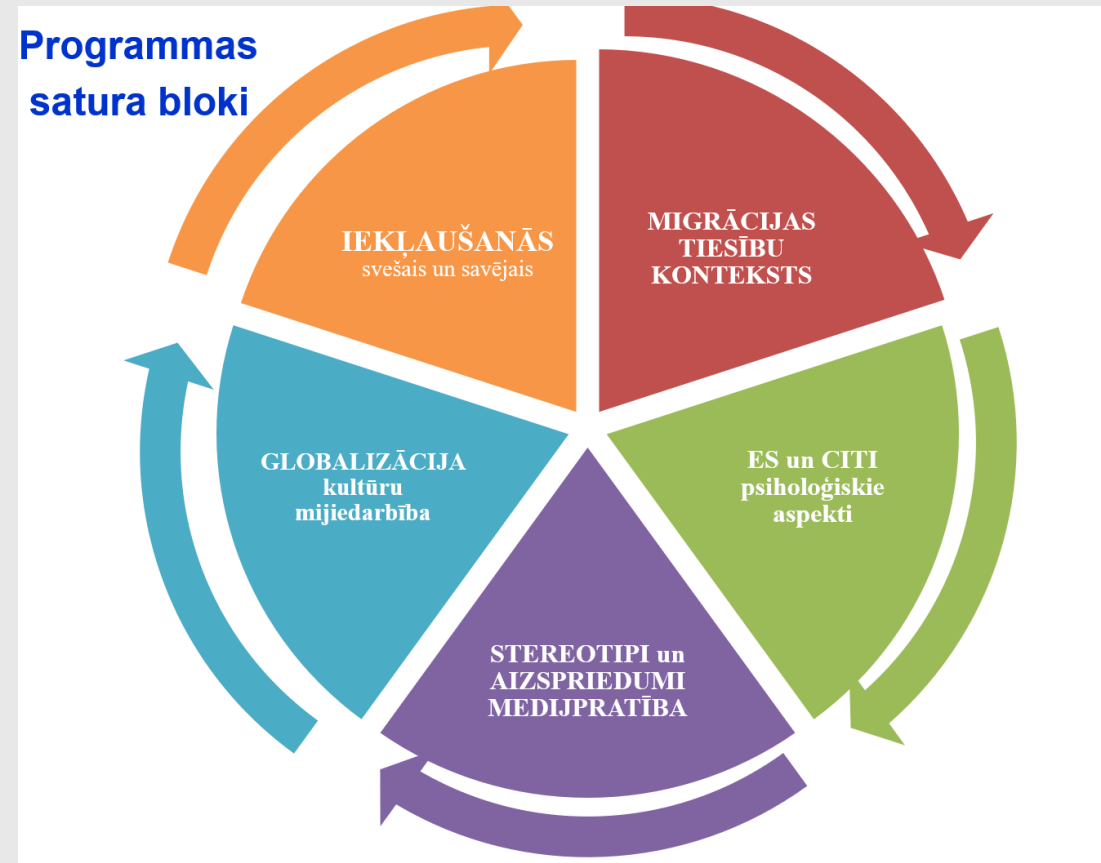 Programmas
satura bloki
MIGRĀCIJAS
TIESĪBU
KONTEKSTS
ES un CITI
psiholoģiskie
aspekti
STEREOTIPI un
AIZSPRIEDUMI
MEDIJPRATĪBA
GLOBALIZĀCIJA
kultūru
mijiedarbība
IEKĻAUŠANĀS
svešais un savējais